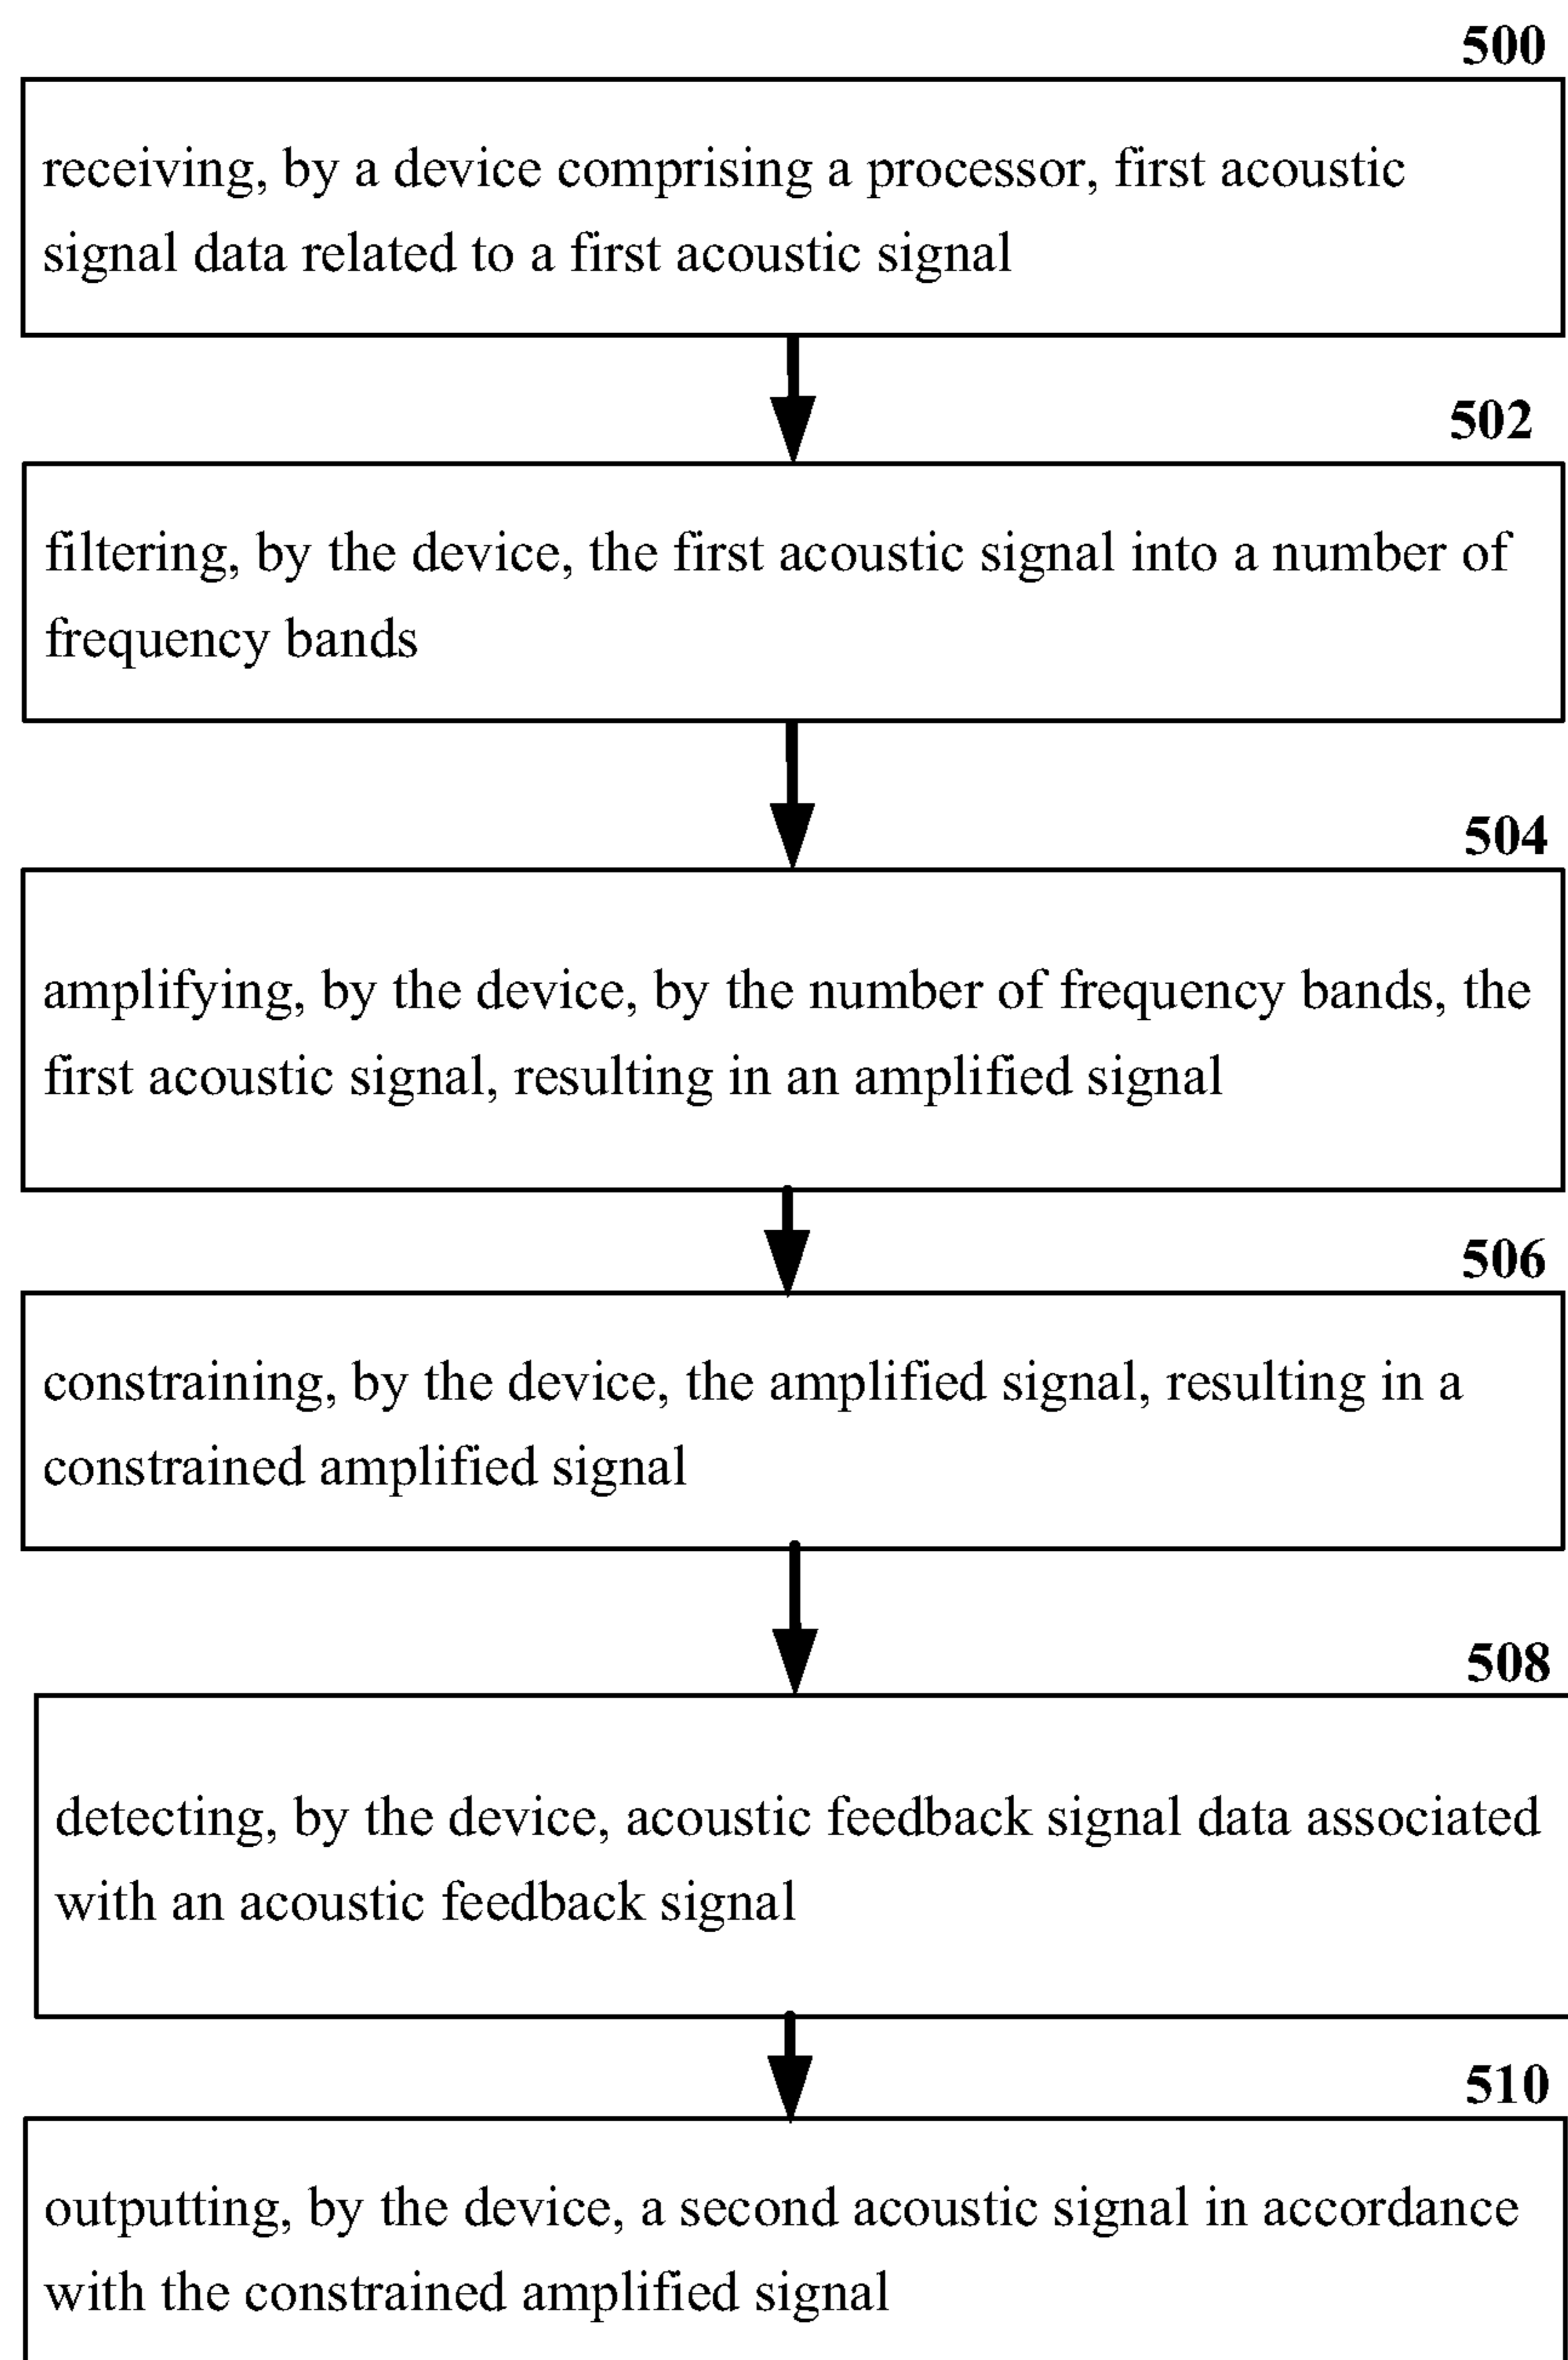 500
receiving, by a device comprising a processor, first acoustic
signal data related to a first acoustic signal
502
filtering, by the device, the first acoustic signal into a number of
frequency bands
504
amplifying, by the device, by the number of frequency bands, the
first acoustic signal, resulting in an amplified signal
506
constraining, by the device, the amplified signal, resulting in a
constrained amplified signal
508
detecting, by the device, acoustic feedback signal data associated
with an acoustic feedback signal
510
outputting, by the device, a second acoustic signal in accordance
with the constrained amplified signal